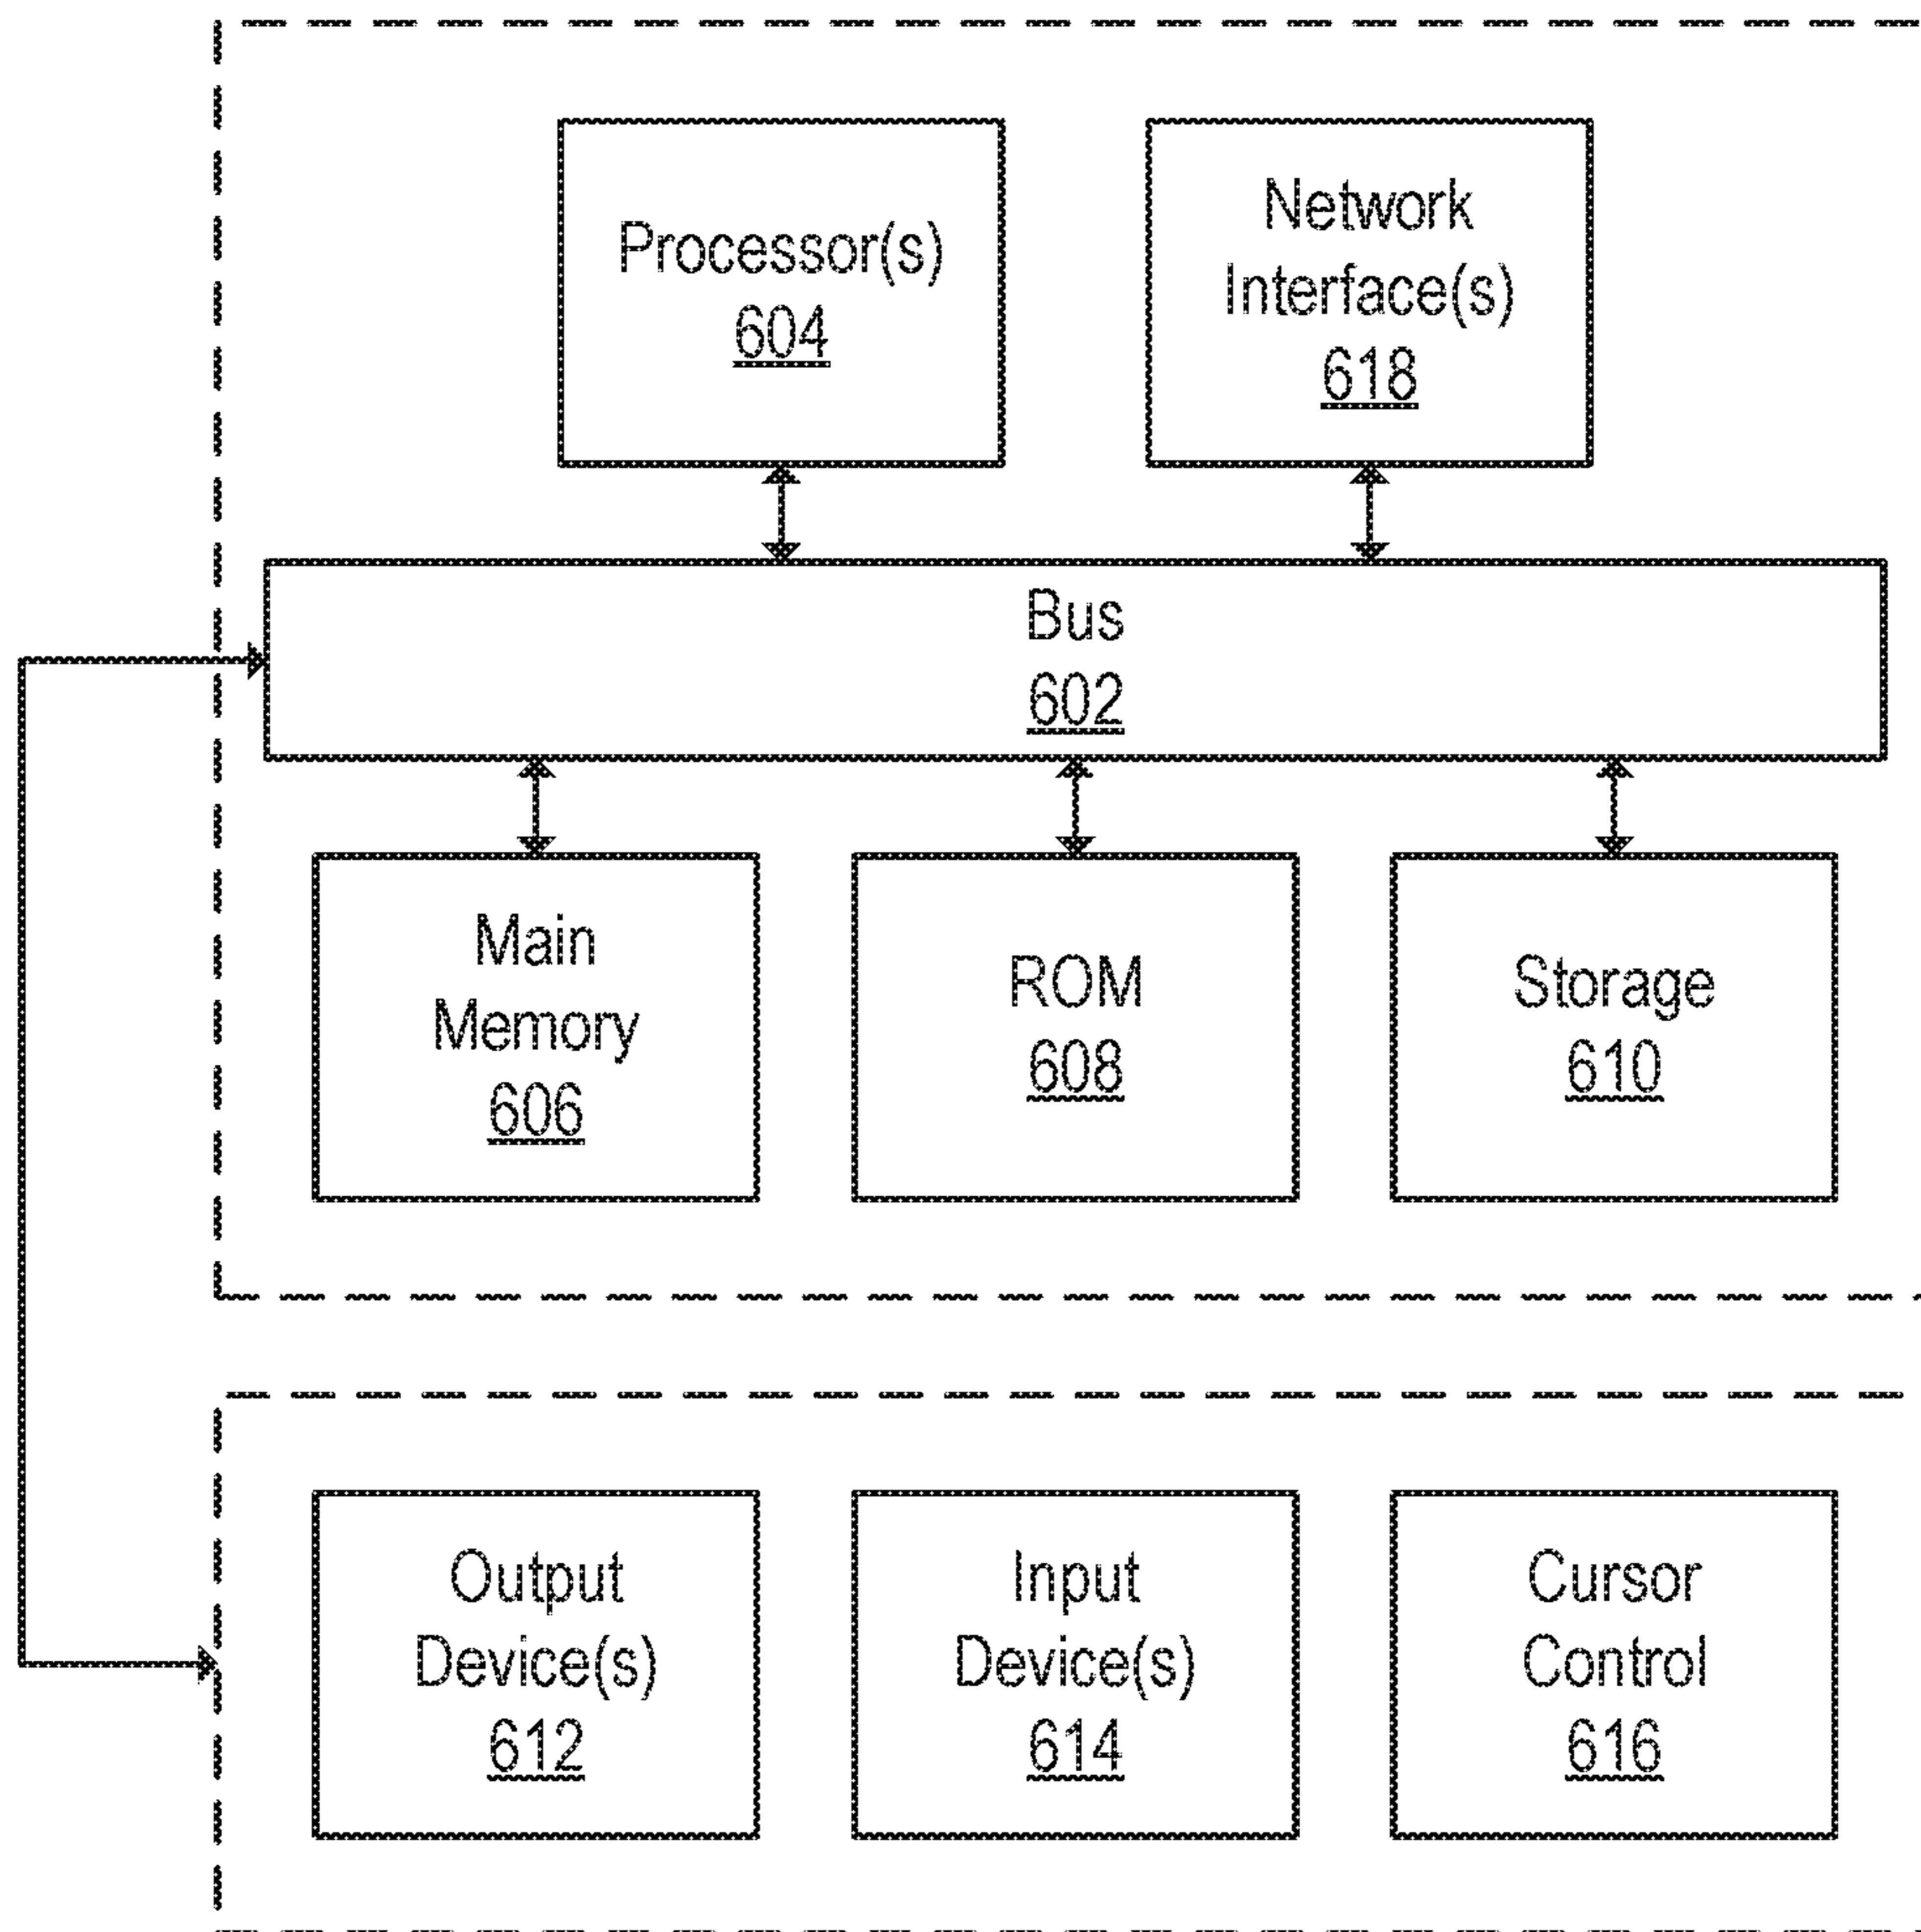 Processor(s)
604
Network
Interface(s)
618
Bus
602
Main
Memory
606
ROM
608
Storage
610
Output
Device(s)
612
Input
Device(s)
614
Cursor
Control
616